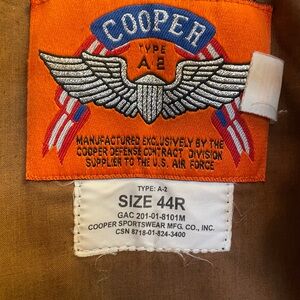 COOPER
TYPE
A-2
MANUFACTURED EXCLUSIVELY BY THE
COOPER DEFENSE CONTRACT DIVISION
SUPPLIER TO THE U.S. AIR FORCE
TYPE: A-2
SIZE 44R
GAC 201-01-8101M
COOPER SPORTSWEAR MFG. CO., INC.
CSN 8718-01-824-3400